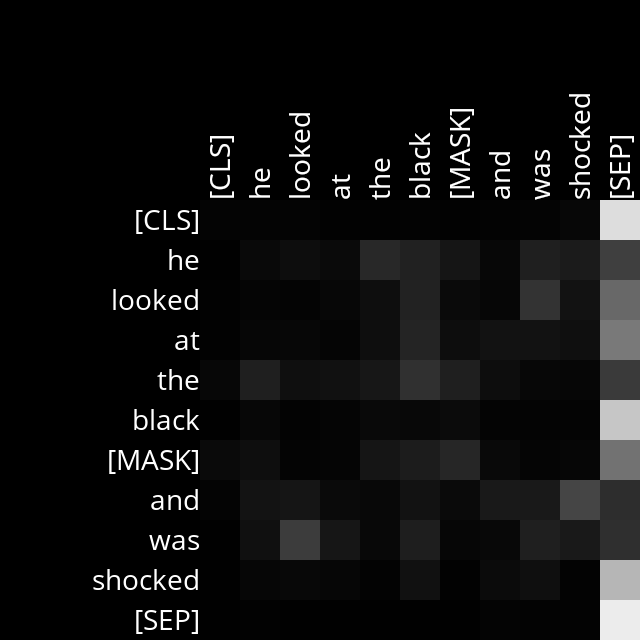 [CLS] he looked at the black [MASK] and was shocked [SEP]
[CLS]
he
looked
at
the
black
[MASK]
and
was
shocked
[SEP]